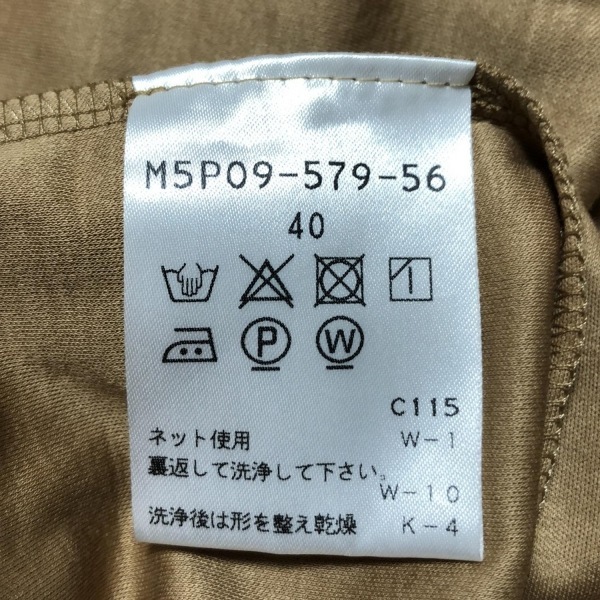 M5P09-579-56
40
P W
C115
ネット使用 W-1
裏返して洗浄して下さい。
W-10
洗浄後は形を整え乾燥 K-4